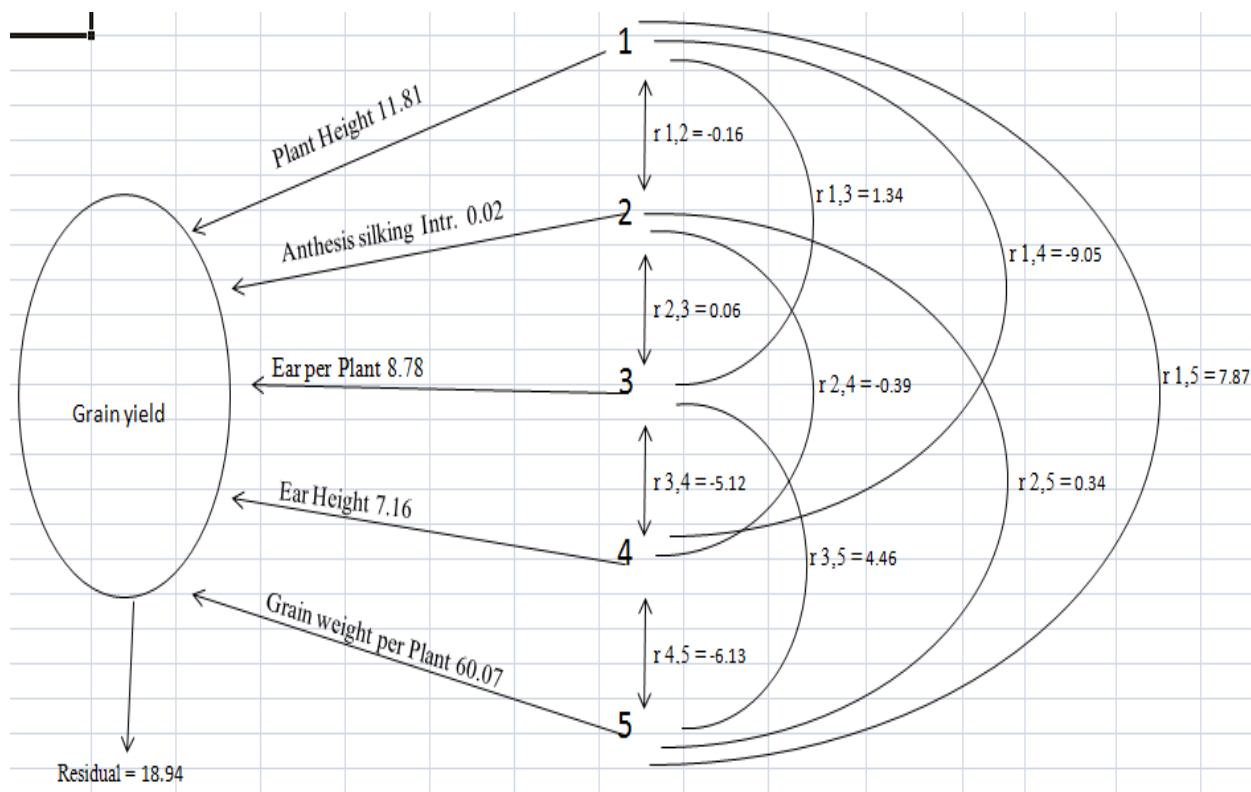 1
Plant Height 11.81
r 1,2 = -0.16
r 1,3 = 1.34
2
Anthesis silking Intr. 0.02
r 1,4 = -9.05
r 2,3 = 0.06
3
Ear per Plant 8.78
r 2,4 = -0.39
r 1,5 = 7.87
Grain yield
r 3,4 = -5.12
r 2,5 = 0.34
Ear Height 7.16
4
r 3,5 = 4.46
Grain weight per Plant 60.07
r 4.5 = -6.13
5
Residual = 18.94